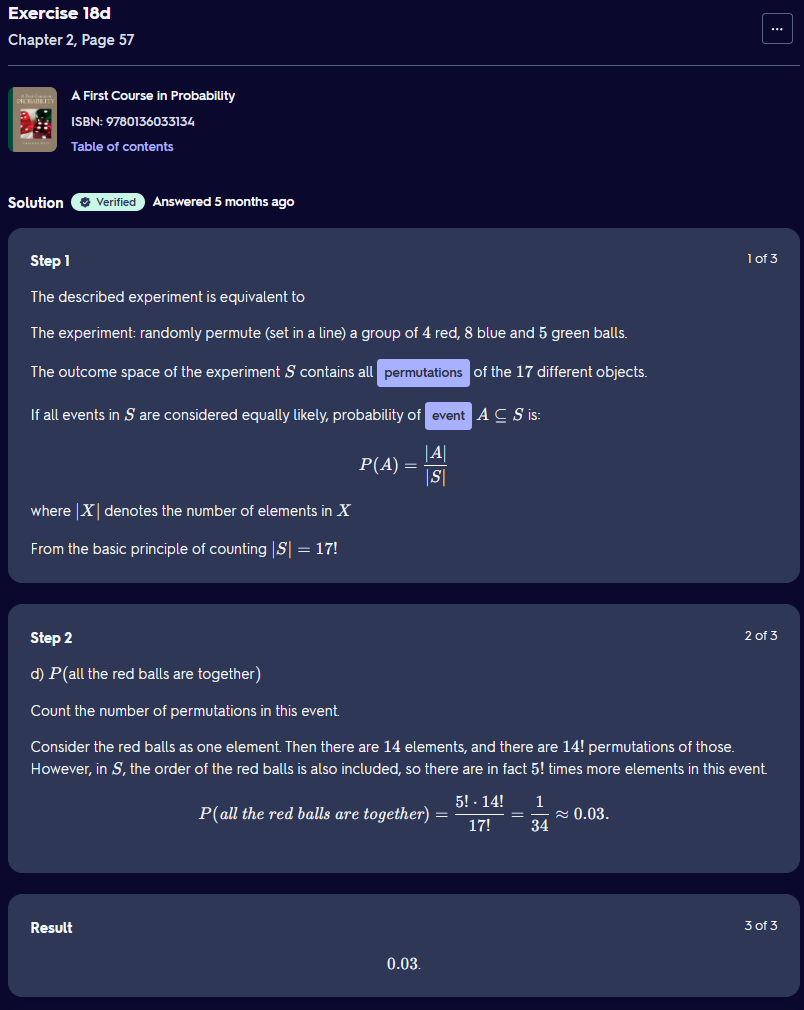 Exercise 18d
Chapter 2, Page 57
...
A First Course in Probability
PROBABILITY
ISBN: 9780136033134
Table of contents
Solution Verified Answered 5 months ago
Step 1 1 of 3
The described experiment is equivalent to
The experiment: randomly permute (set in a line) a group of 4 red, 8 blue and 5 green balls.
The outcome space of the experiment S contains all permutations of the 17 different objects.
If all events in S are considered equally likely, probability of event A ⊆ S is:
P(A) = |A| / |S|
where |X| denotes the number of elements in X
From the basic principle of counting |S| = 17!
Step 2 2 of 3
d) P(all the red balls are together)
Count the number of permutations in this event.
Consider the red balls as one element. Then there are 14 elements, and there are 14! permutations of those.
However, in S, the order of the red balls is also included, so there are in fact 5! times more elements in this event.
P(all the red balls are together) = 5! · 14! / 17! = 1 / 34 ≈ 0.03.
Result 3 of 3
0.03.